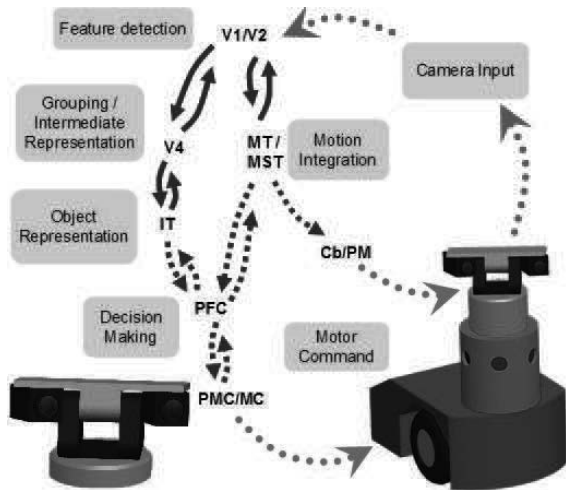 Feature detection
V1/V2
Camera Input
Grouping /
Intermediate
Representation
V4
MT/
MST
Motion
Integration
Object
Representation
IT
Cb/PM
PFC
Decision
Making
Motor
Command
PMC/MC